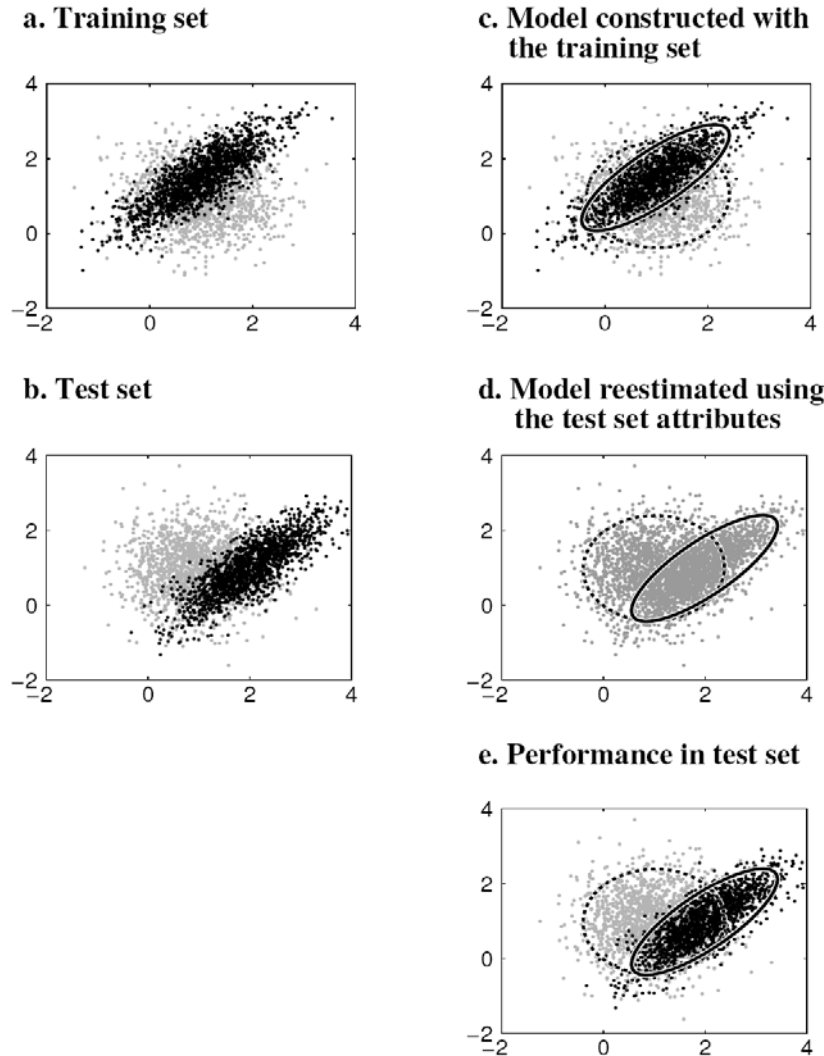 a. Training set
4
2
0
−2
−2 0 2 4
b. Test set
4
2
0
−2
−2 0 2 4
c. Model constructed with
the training set
4
2
0
−2
−2 0 2 4
d. Model reestimated using
the test set attributes
4
2
0
−2
−2 0 2 4
e. Performance in test set
4
2
0
−2
−2 0 2 4